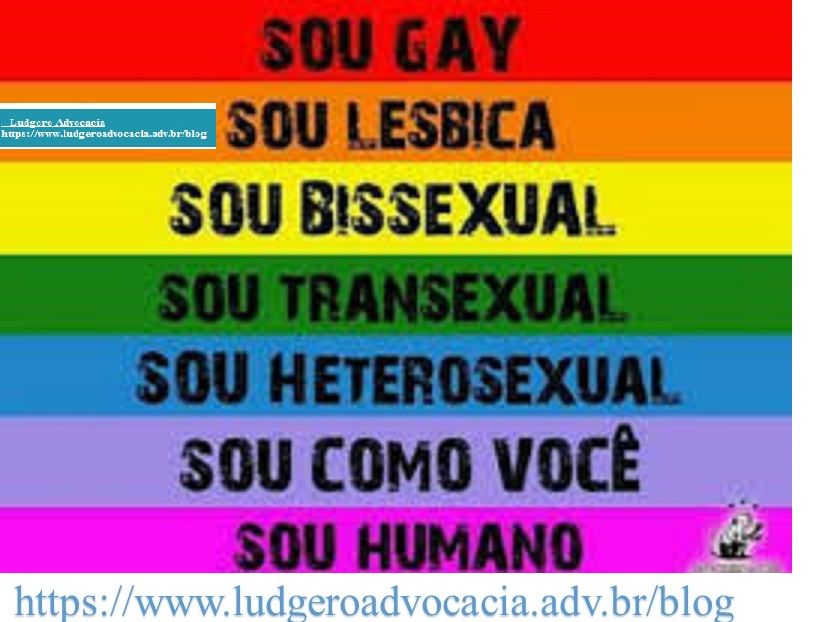 SOU GAY
Ludgero Advocacia
https://www.ludgeroadvocacia.adv.br/blog
SOU LESBICA
SOU BISSEXUAL
SOU TRANSEXUAL
SOU HETEROSEXUAL
SOU COMO VOCÊ
SOU HUMANO
https://www.ludgeroadvocacia.adv.br/blog